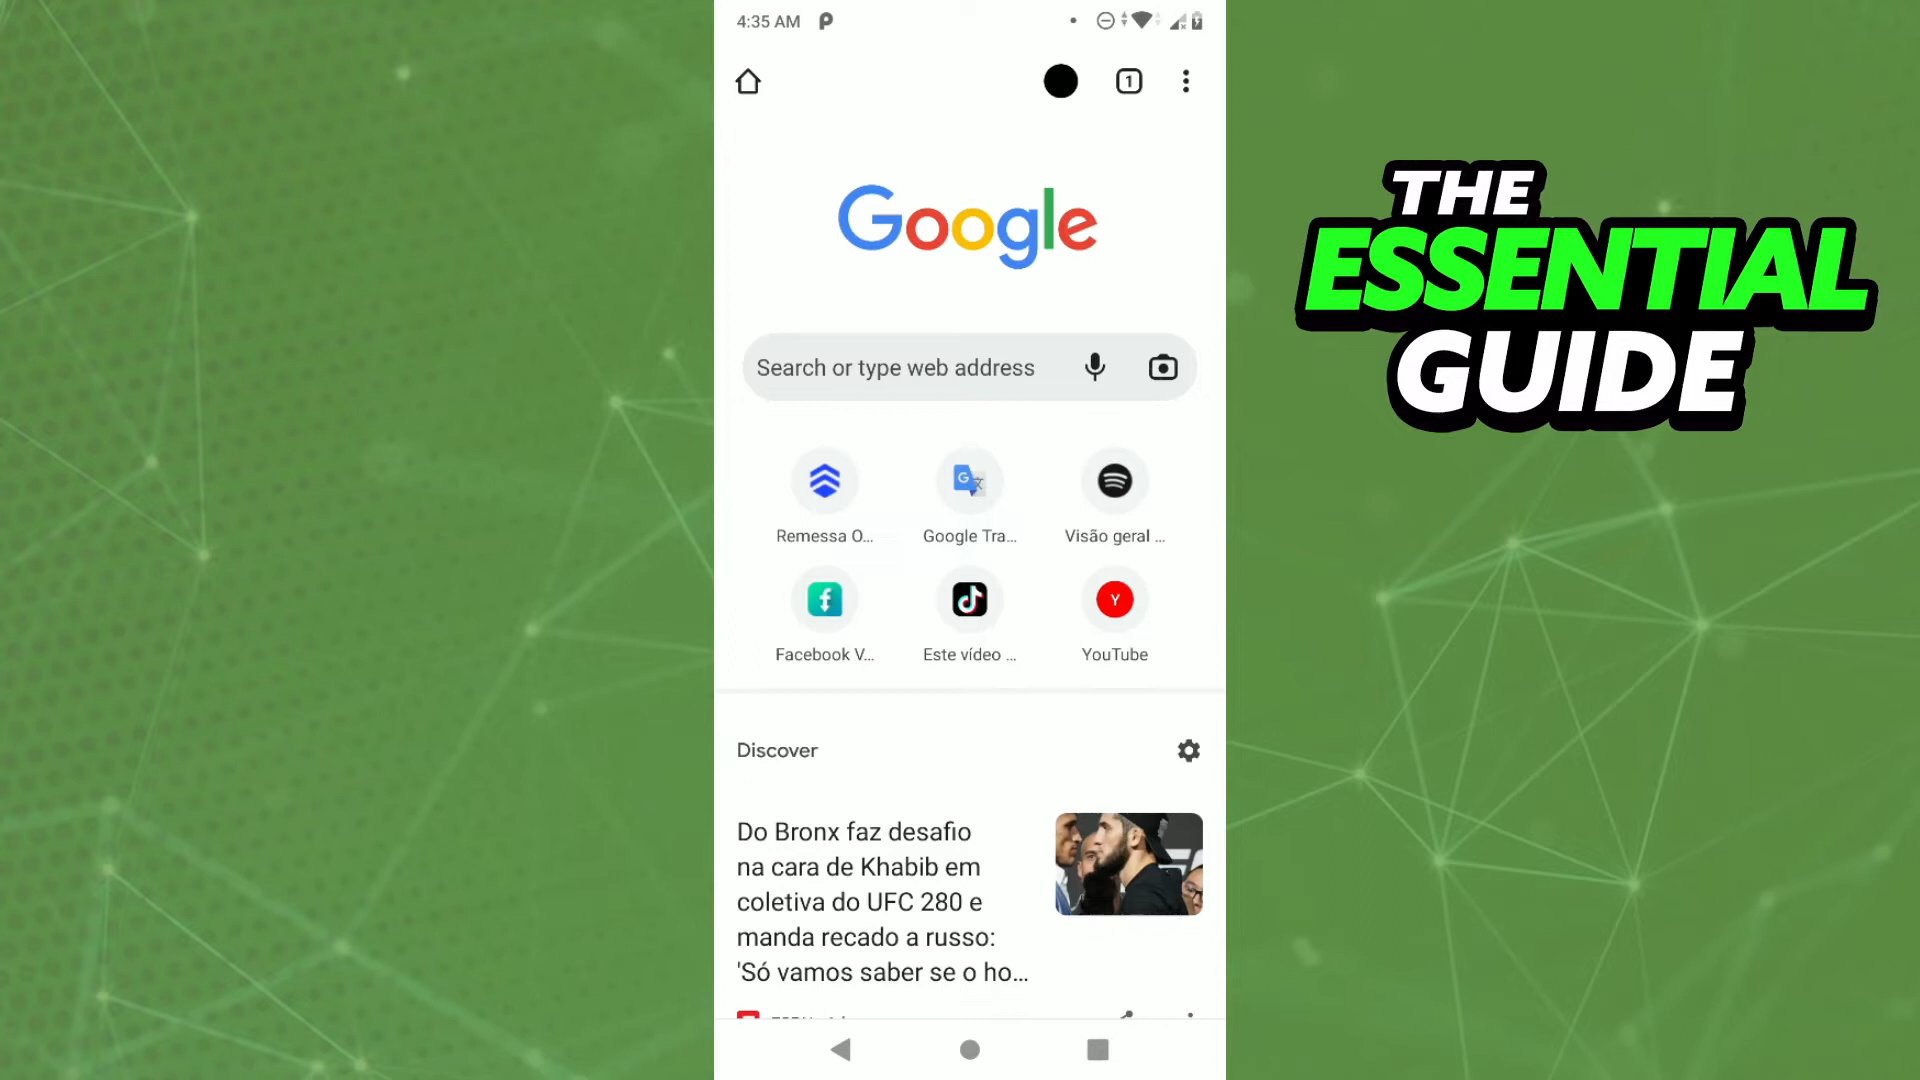 4:35 AM
1
THE
ESSENTIAL
GUIDE
Google
Search or type web address
Remessa O...
Google Tra...
Visão geral ...
Y
Facebook V...
Este vídeo ...
YouTube
Discover
Do Bronx faz desafio
na cara de Khabib em
coletiva do UFC 280 e
manda recado a russo:
'Só vamos saber se o ho...